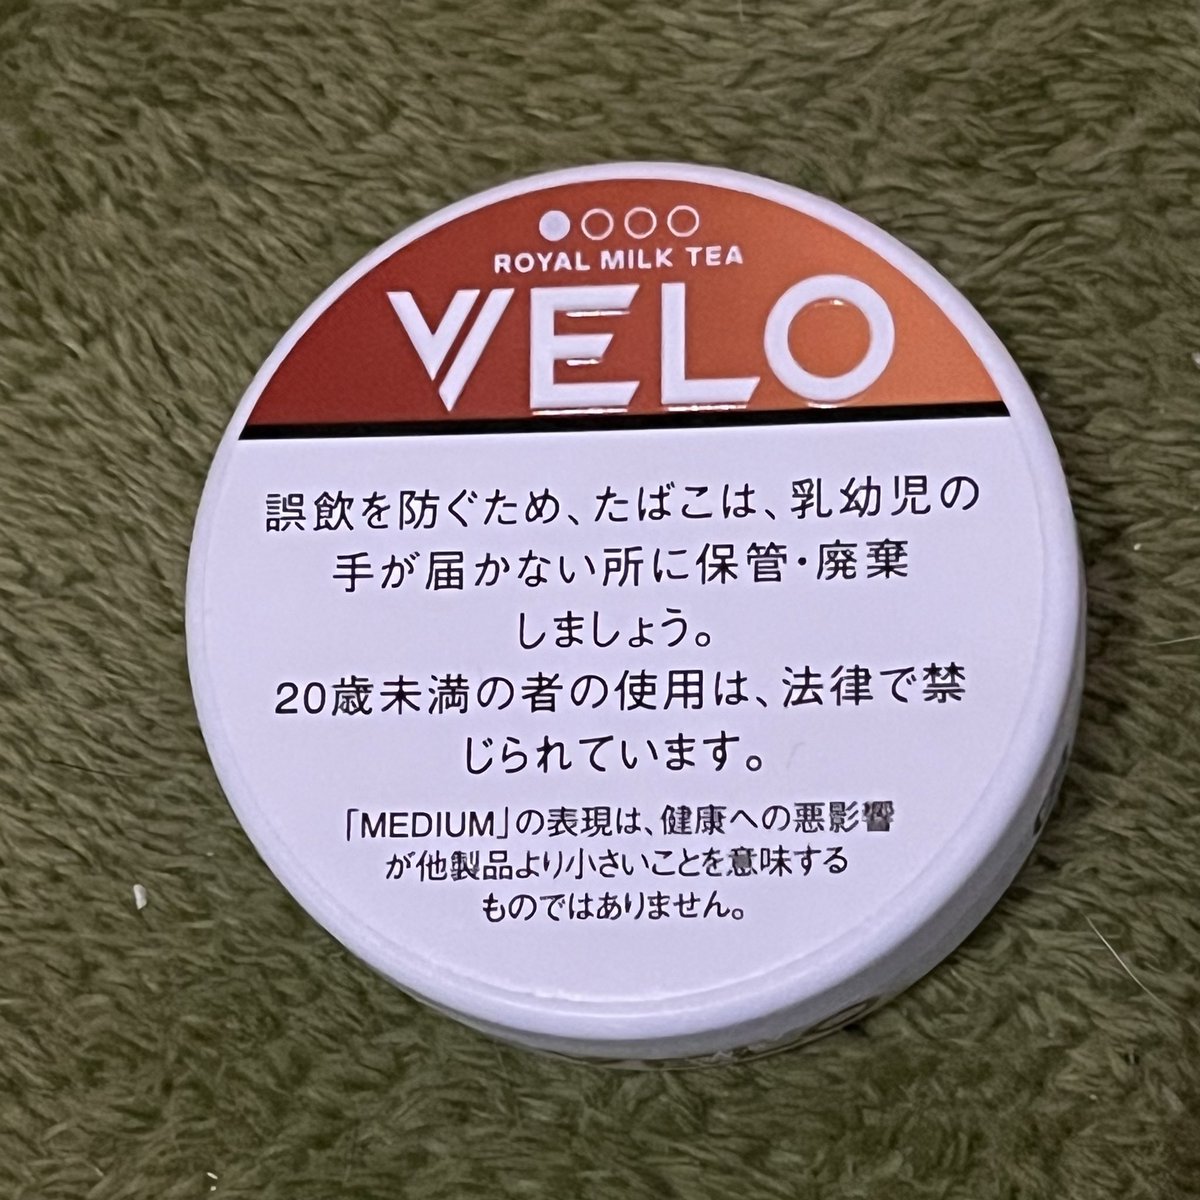 ROYAL MILK TEA
VELO
誤飲を防ぐため、たばこは、乳幼児の
手が届かない所に保管・廃棄
しましょう。
20歳未満の者の使用は、法律で禁
じられています。
「MEDIUM」の表現は、健康への悪影響
が他製品より小さいことを意味する
ものではありません。